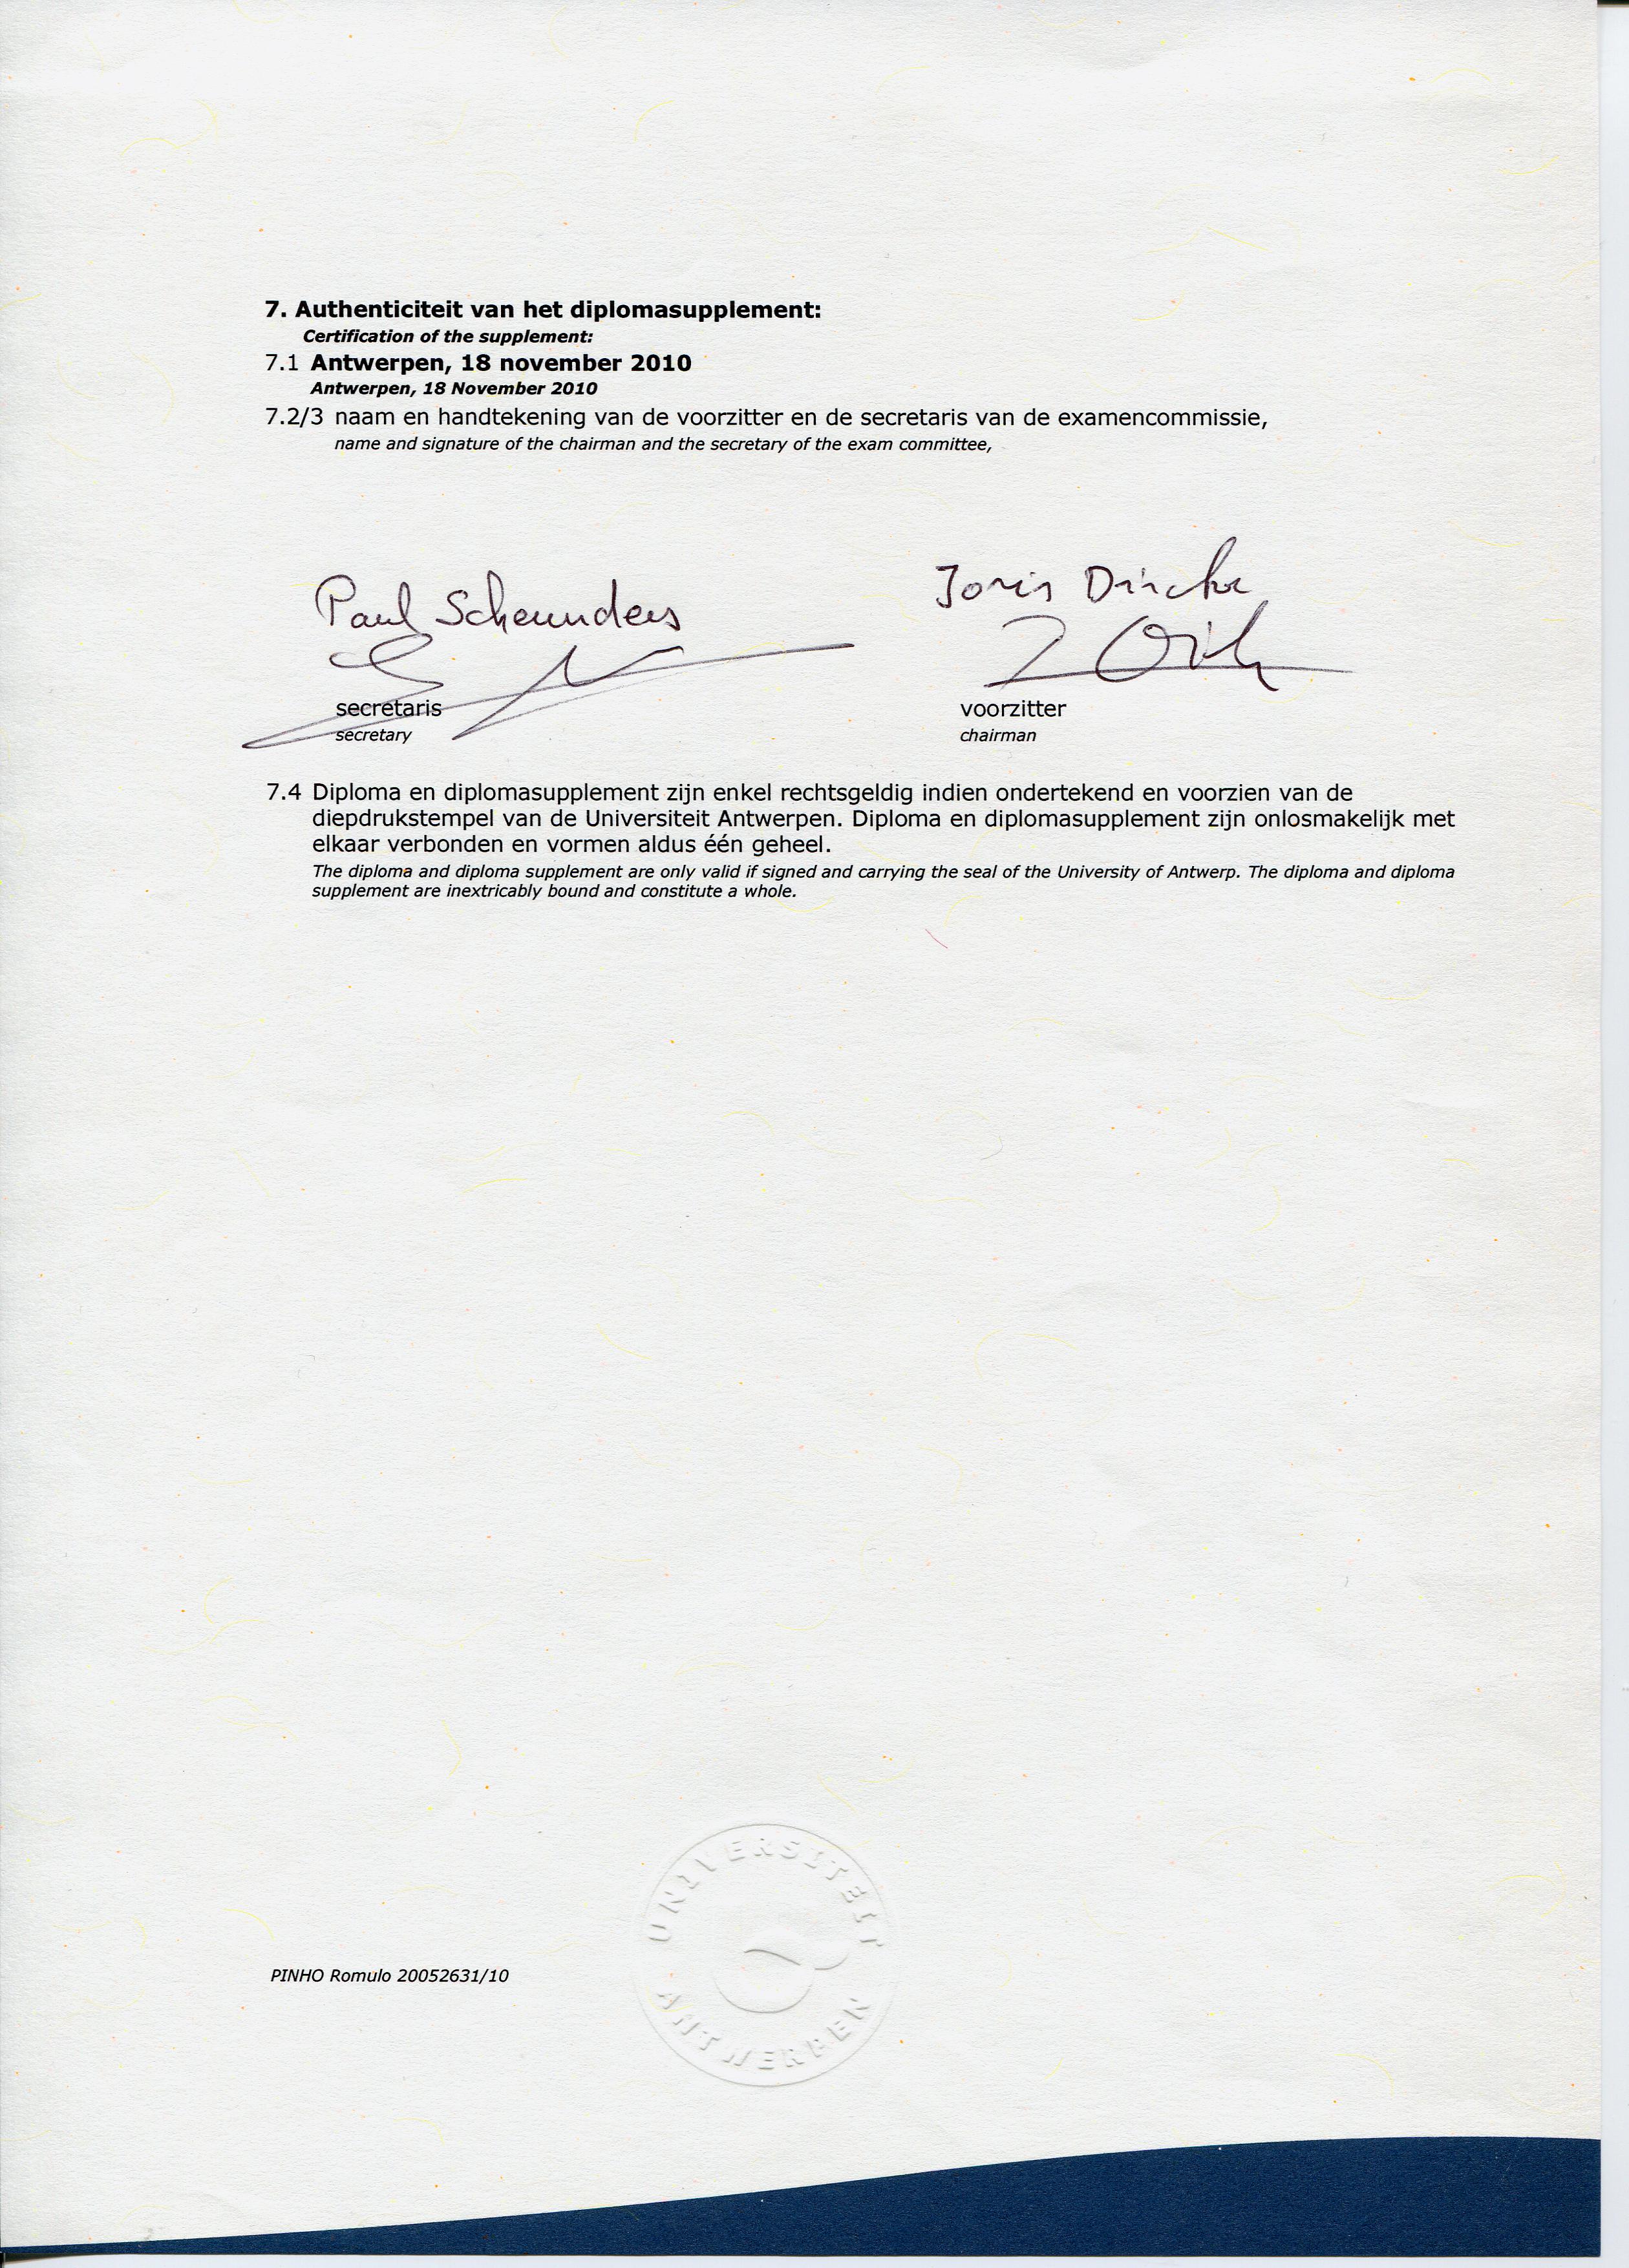 7. Authenticiteit van het diplomasupplement:
Certification of the supplement:
7.1 Antwerpen, 18 november 2010
Antwerpen, 18 November 2010
7.2/3 naam en handtekening van de voorzitter en de secretaris van de examencommissie,
name and signature of the chairman and the secretary of the exam committee,
Paul Scheunders
Joris Dirckx
secretaris
secretary
voorzitter
chairman
7.4 Diploma en diplomasupplement zijn enkel rechtsgeldig indien ondertekend en voorzien van de
diepdrukstempel van de Universiteit Antwerpen. Diploma en diplomasupplement zijn onlosmakelijk met
elkaar verbonden en vormen aldus één geheel.
The diploma and diploma supplement are only valid if signed and carrying the seal of the University of Antwerp. The diploma and diploma
supplement are inextricably bound and constitute a whole.
UNIVERSITEIT
ANTWERPEN
PINHO Romulo 20052631/10